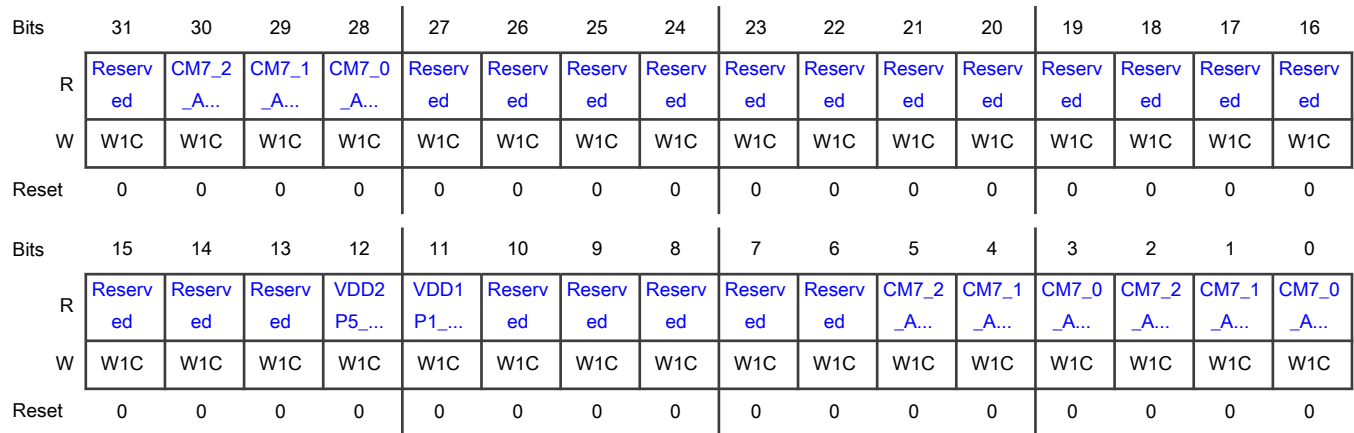 Bits 31 30 29 28 27 26 25 24 23 22 21 20 19 18 17 16
R Reserv CM7_2 CM7_1 CM7_0 Reserv Reserv Reserv Reserv Reserv Reserv Reserv Reserv Reserv Reserv Reserv Reserv
ed _A... _A... _A... ed ed ed ed ed ed ed ed ed ed ed ed
W W1C W1C W1C W1C W1C W1C W1C W1C W1C W1C W1C W1C W1C W1C W1C W1C
Reset 0 0 0 0 0 0 0 0 0 0 0 0 0 0 0 0
Bits 15 14 13 12 11 10 9 8 7 6 5 4 3 2 1 0
R Reserv Reserv Reserv VDD2 VDD1 Reserv Reserv Reserv Reserv Reserv CM7_2 CM7_1 CM7_0 CM7_2 CM7_1 CM7_0
ed ed ed P5_... P1_... ed ed ed ed ed _A... _A... _A... _A... _A... _A...
W W1C W1C W1C W1C W1C W1C W1C W1C W1C W1C W1C W1C W1C W1C W1C W1C
Reset 0 0 0 0 0 0 0 0 0 0 0 0 0 0 0 0